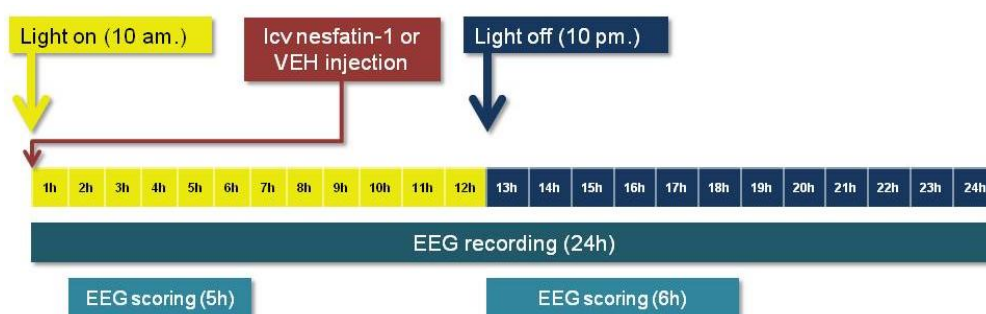 Light on (10 am.)
Icv nesfatin-1 or
VEH injection
Light off (10 pm.)
1h 2h 3h 4h 5h 6h 7h 8h 9h 10h 11h 12h 13h 14h 15h 16h 17h 18h 19h 20h 21h 22h 23h 24h
EEG recording (24h)
EEG scoring (5h)
EEG scoring (6h)